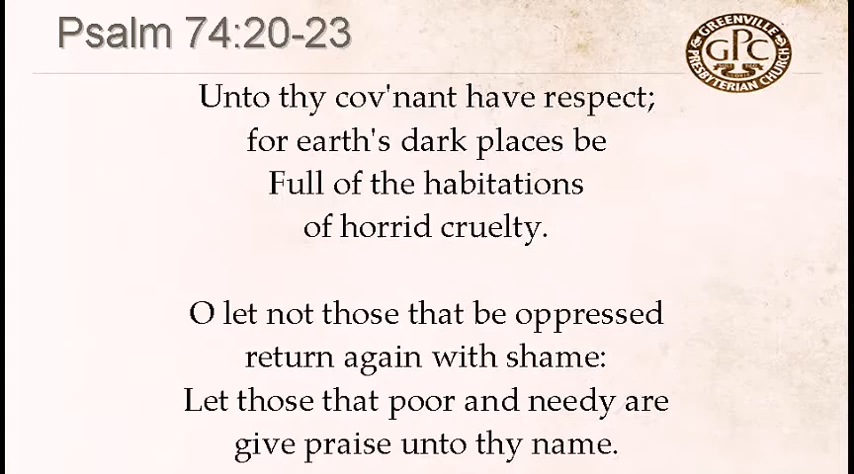 Psalm 74:20-23
GREENVILLE
GPC
PRESBYTERIAN CHURCH
Unto thy cov'nant have respect;
for earth's dark places be
Full of the habitations
of horrid cruelty.
O let not those that be oppressed
return again with shame:
Let those that poor and needy are
give praise unto thy name.